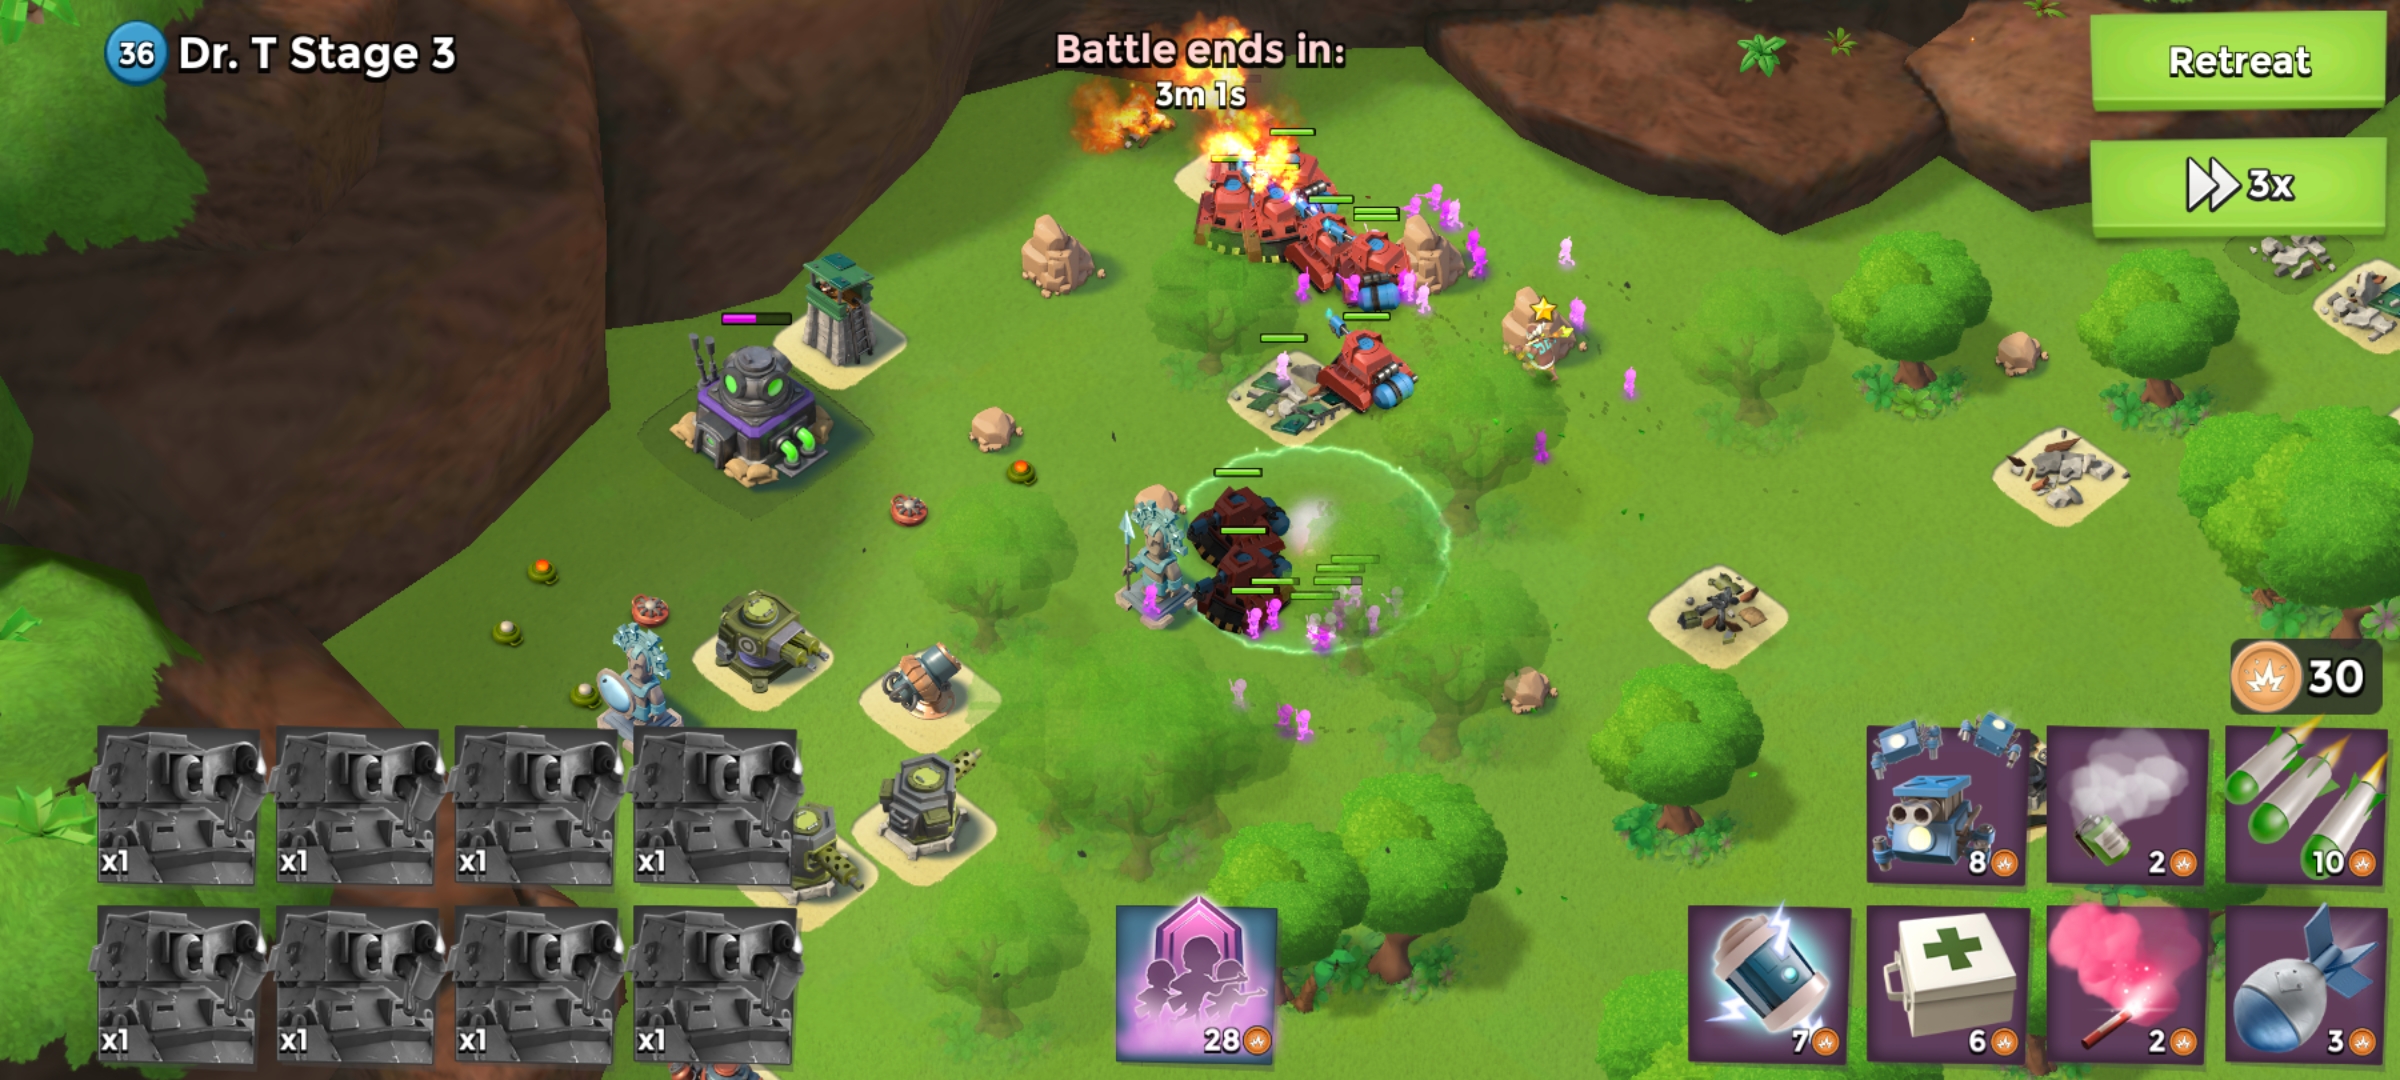 36 Dr. T Stage 3
Battle ends in:
3m 1s
Retreat
3x
30
8
2
10
x1
x1
x1
x1
x1
x1
x1
x1
28
7
6
2
3